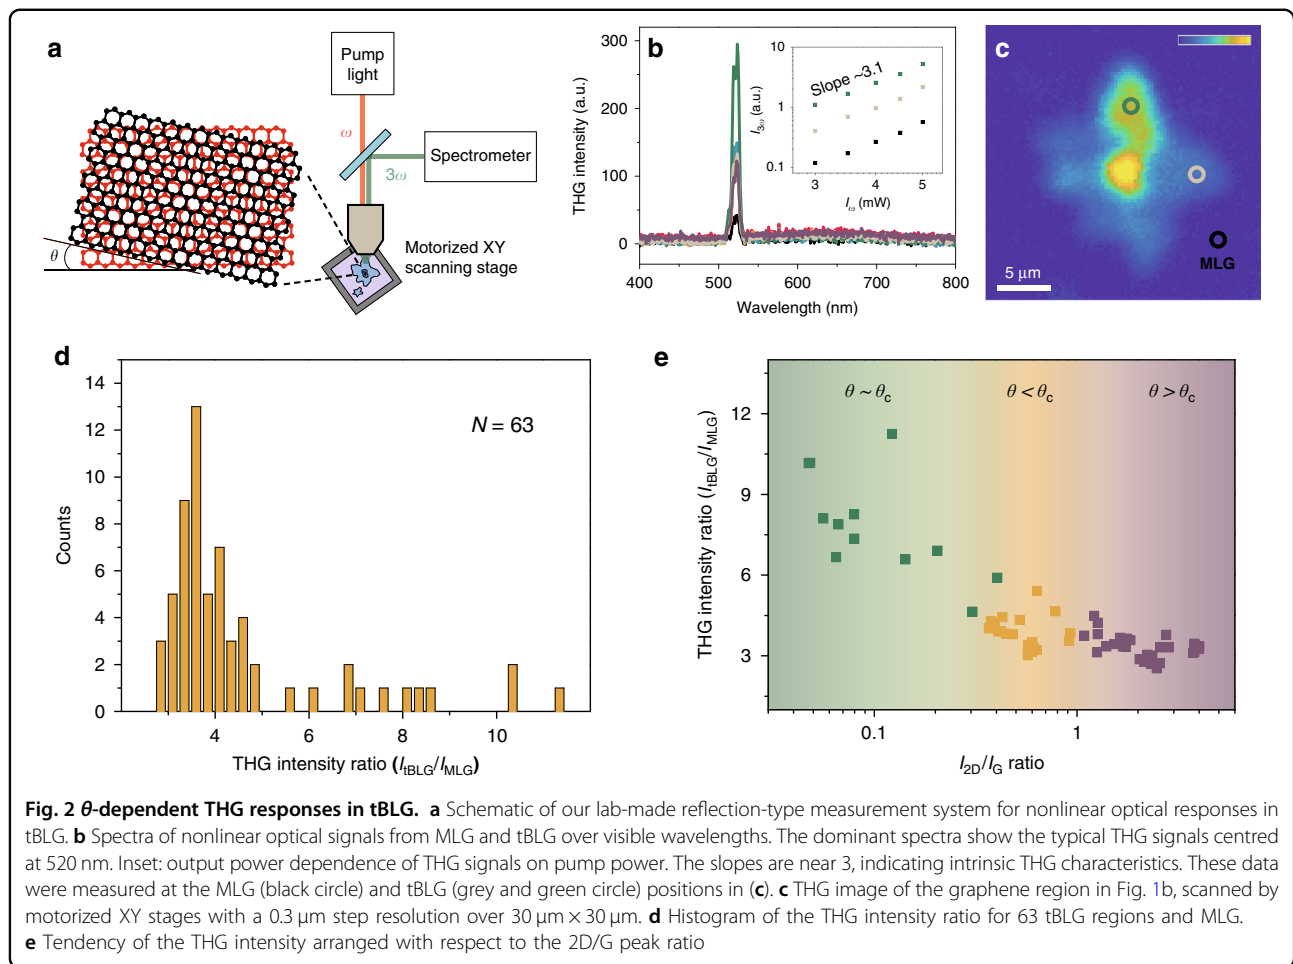 a
Pump
light
ω
3ω
Spectrometer
Motorized XY
scanning stage
θ
b
300
250
200
150
100
50
0
THG intensity (a.u.)
400
500
600
700
800
Wavelength (nm)
10
1
0.1
I3ω (a.u.)
Slope ~3.1
3
4
5
Iω (mW)
c
MLG
5 μm
d
14
12
10
8
6
4
2
0
Counts
N = 63
4
6
8
10
THG intensity ratio (ItBLG/IMLG)
e
θ ~ θc
θ < θc
θ > θc
12
9
6
3
THG intensity ratio (ItBLG/IMLG)
0.1
1
I2D/IG ratio
Fig. 2 θ-dependent THG responses in tBLG. a Schematic of our lab-made reflection-type measurement system for nonlinear optical responses in
tBLG. b Spectra of nonlinear optical signals from MLG and tBLG over visible wavelengths. The dominant spectra show the typical THG signals centred
at 520 nm. Inset: output power dependence of THG signals on pump power. The slopes are near 3, indicating intrinsic THG characteristics. These data
were measured at the MLG (black circle) and tBLG (grey and green circle) positions in (c). c THG image of the graphene region in Fig. 1b, scanned by
motorized XY stages with a 0.3 μm step resolution over 30 μm × 30 μm. d Histogram of the THG intensity ratio for 63 tBLG regions and MLG.
e Tendency of the THG intensity arranged with respect to the 2D/G peak ratio